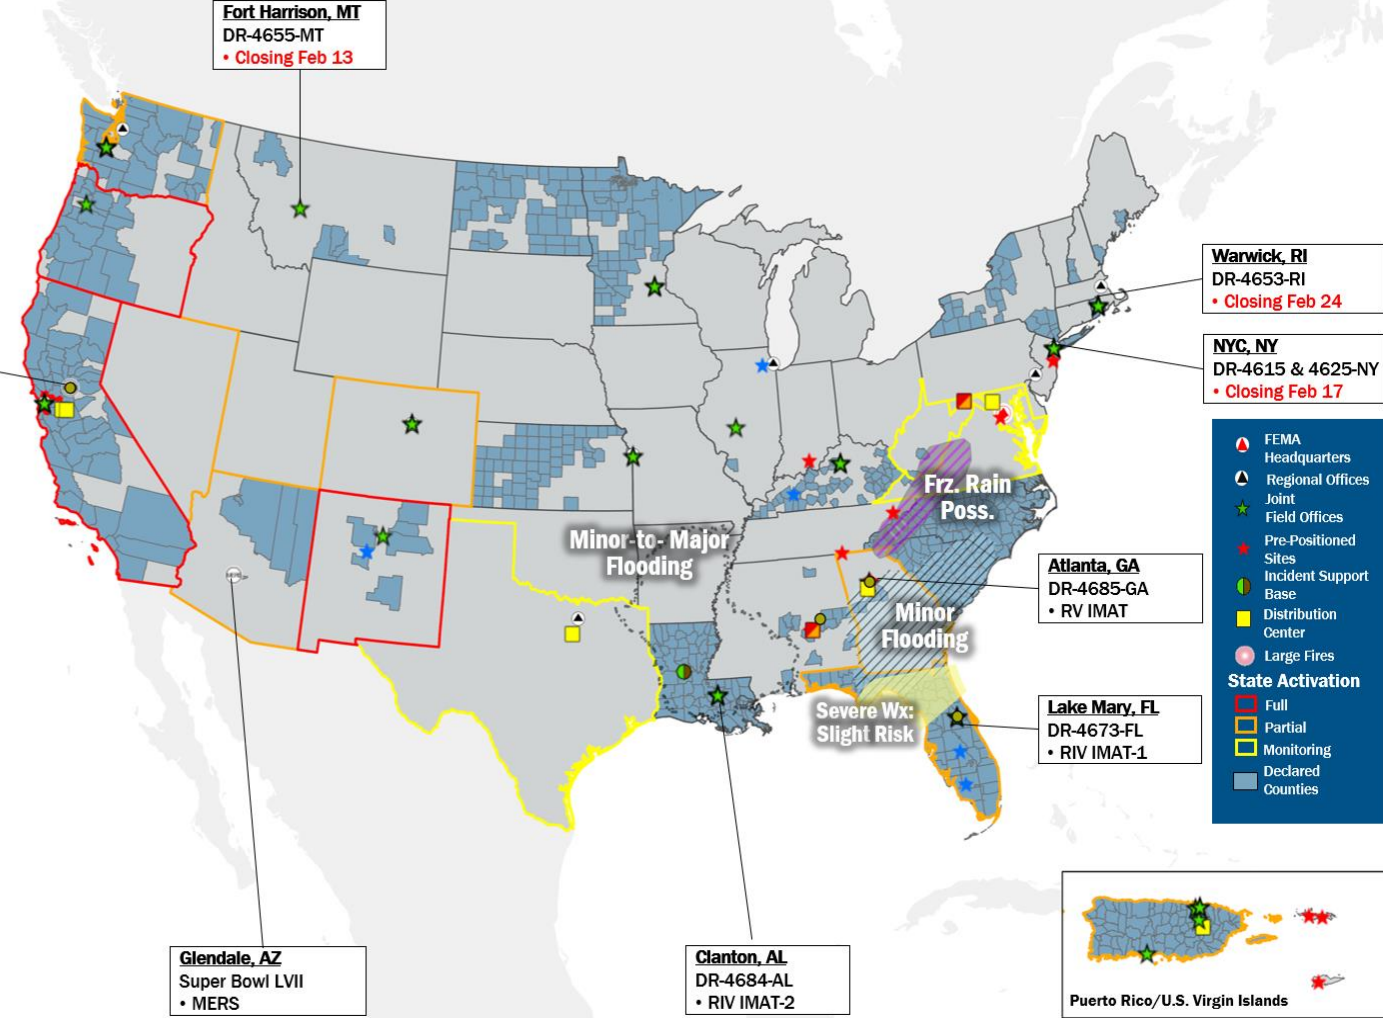 Fort Harrison, MT
DR-4655-MT
• Closing Feb 13
Warwick, RI
DR-4653-RI
• Closing Feb 24
NYC, NY
DR-4615 & 4625-NY
• Closing Feb 17
FEMA
Headquarters
Regional Offices
Joint
Field Offices
Pre-Positioned
Sites
Incident Support
Base
Distribution
Center
Large Fires
State Activation
Full
Partial
Monitoring
Declared
Counties
Frz. Rain
Poss.
Minor-to- Major
Flooding
Atlanta, GA
DR-4685-GA
• RV IMAT
Minor
Flooding
Severe Wx:
Slight Risk
Lake Mary, FL
DR-4673-FL
• RIV IMAT-1
Glendale, AZ
Super Bowl LVII
• MERS
Clanton, AL
DR-4684-AL
• RIV IMAT-2
Puerto Rico/U.S. Virgin Islands